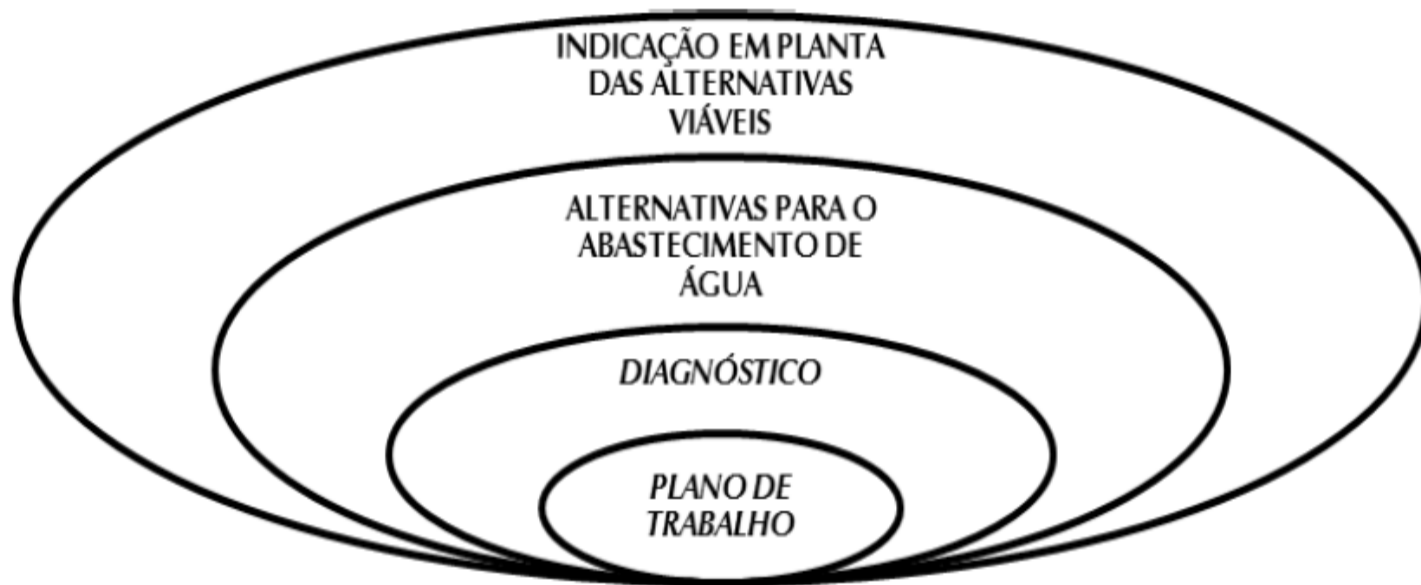 INDICAÇÃO EM PLANTA
DAS ALTERNATIVAS
VIÁVEIS
ALTERNATIVAS PARA O
ABASTECIMENTO DE
ÁGUA
DIAGNÓSTICO
PLANO DE
TRABALHO